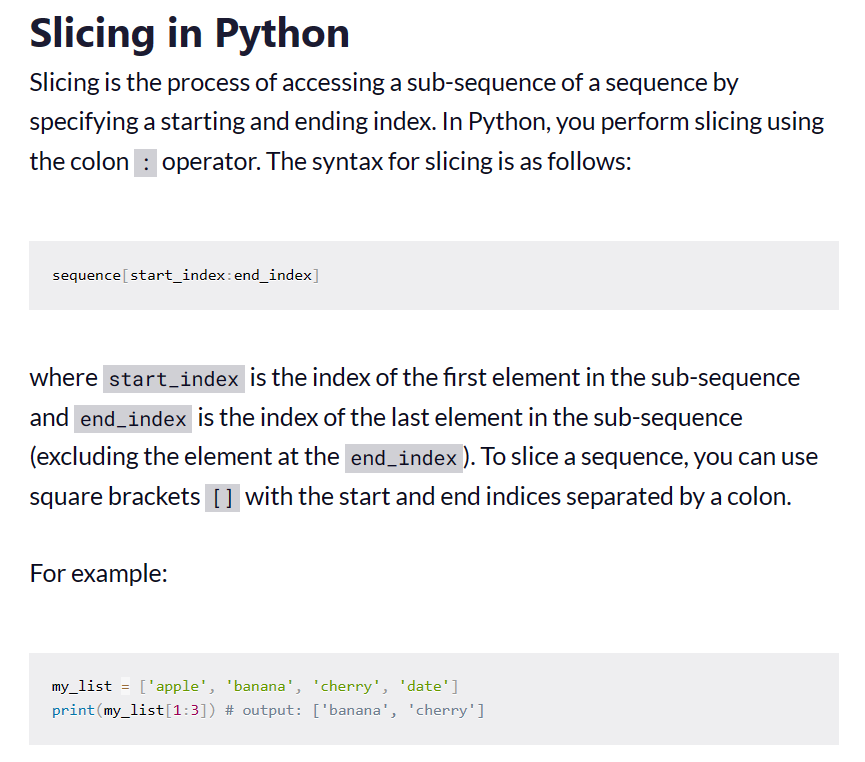 Slicing in Python
Slicing is the process of accessing a sub-sequence of a sequence by
specifying a starting and ending index. In Python, you perform slicing using
the colon : operator. The syntax for slicing is as follows:
sequence[start_index:end_index]
where start_index is the index of the first element in the sub-sequence
and end_index is the index of the last element in the sub-sequence
(excluding the element at the end_index). To slice a sequence, you can use
square brackets [] with the start and end indices separated by a colon.
For example:
my_list = ['apple', 'banana', 'cherry', 'date']
print(my_list[1:3]) # output: ['banana', 'cherry']